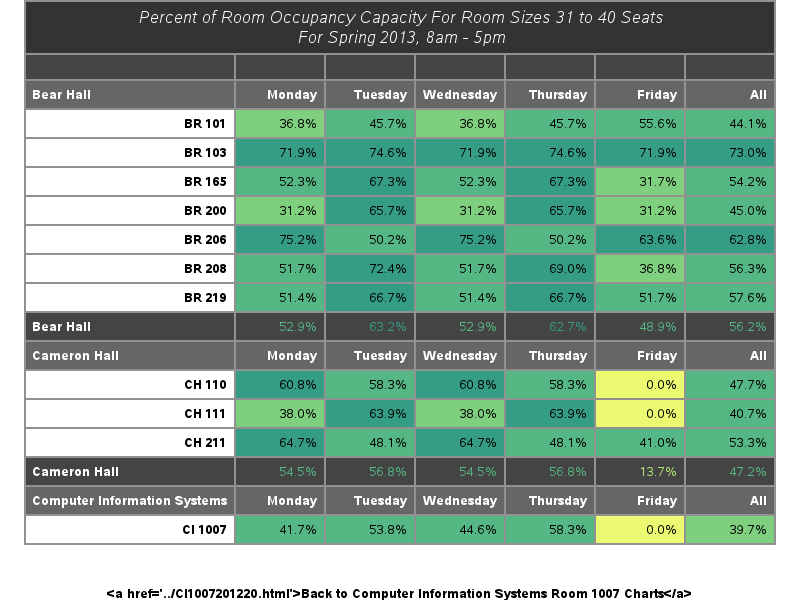 Percent of Room Occupancy Capacity For Room Sizes 31 to 40 Seats
For Spring 2013, 8am - 5pm
Bear Hall Monday Tuesday Wednesday Thursday Friday All
BR 101 36.8% 45.7% 36.8% 45.7% 55.6% 44.1%
BR 103 71.9% 74.6% 71.9% 74.6% 71.9% 73.0%
BR 165 52.3% 67.3% 52.3% 67.3% 31.7% 54.2%
BR 200 31.2% 65.7% 31.2% 65.7% 31.2% 45.0%
BR 206 75.2% 50.2% 75.2% 50.2% 63.6% 62.8%
BR 208 51.7% 72.4% 51.7% 69.0% 36.8% 56.3%
BR 219 51.4% 66.7% 51.4% 66.7% 51.7% 57.6%
Bear Hall 52.9% 63.2% 52.9% 62.7% 48.9% 56.2%
Cameron Hall Monday Tuesday Wednesday Thursday Friday All
CH 110 60.8% 58.3% 60.8% 58.3% 0.0% 47.7%
CH 111 38.0% 63.9% 38.0% 63.9% 0.0% 40.7%
CH 211 64.7% 48.1% 64.7% 48.1% 41.0% 53.3%
Cameron Hall 54.5% 56.8% 54.5% 56.8% 13.7% 47.2%
Computer Information Systems Monday Tuesday Wednesday Thursday Friday All
CI 1007 41.7% 53.8% 44.6% 58.3% 0.0% 39.7%
&lt;a href='../CI1007201220.html'&gt;Back to Computer Information Systems Room 1007 Charts&lt;/a&gt;